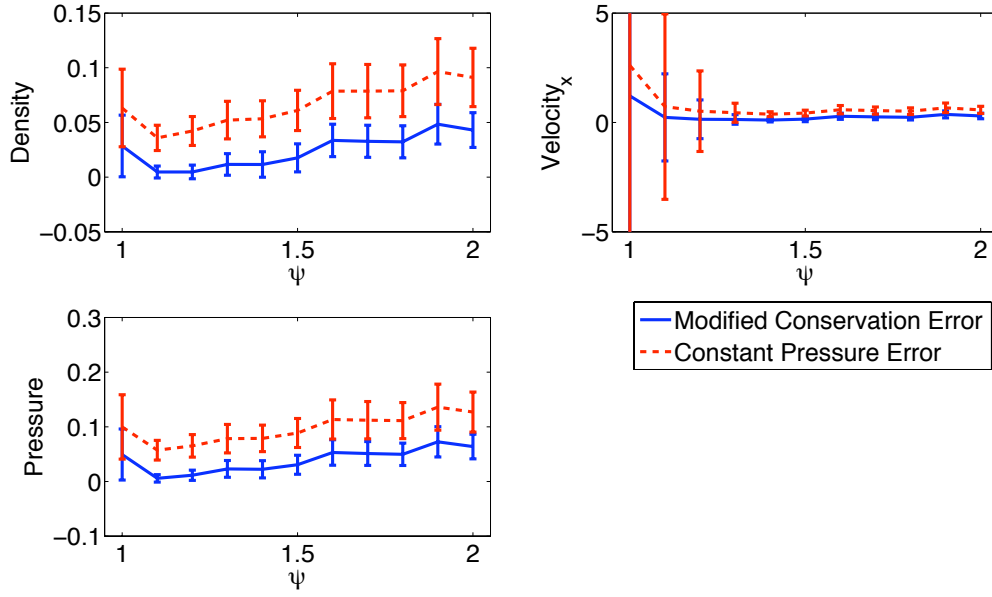 0.15
0.1
0.05
0
−0.05
Density
1
1.5
2
ψ
5
0
−5
Velocityₓ
1
1.5
2
ψ
0.3
0.2
0.1
0
−0.1
Pressure
1
1.5
2
ψ
Modified Conservation Error
Constant Pressure Error